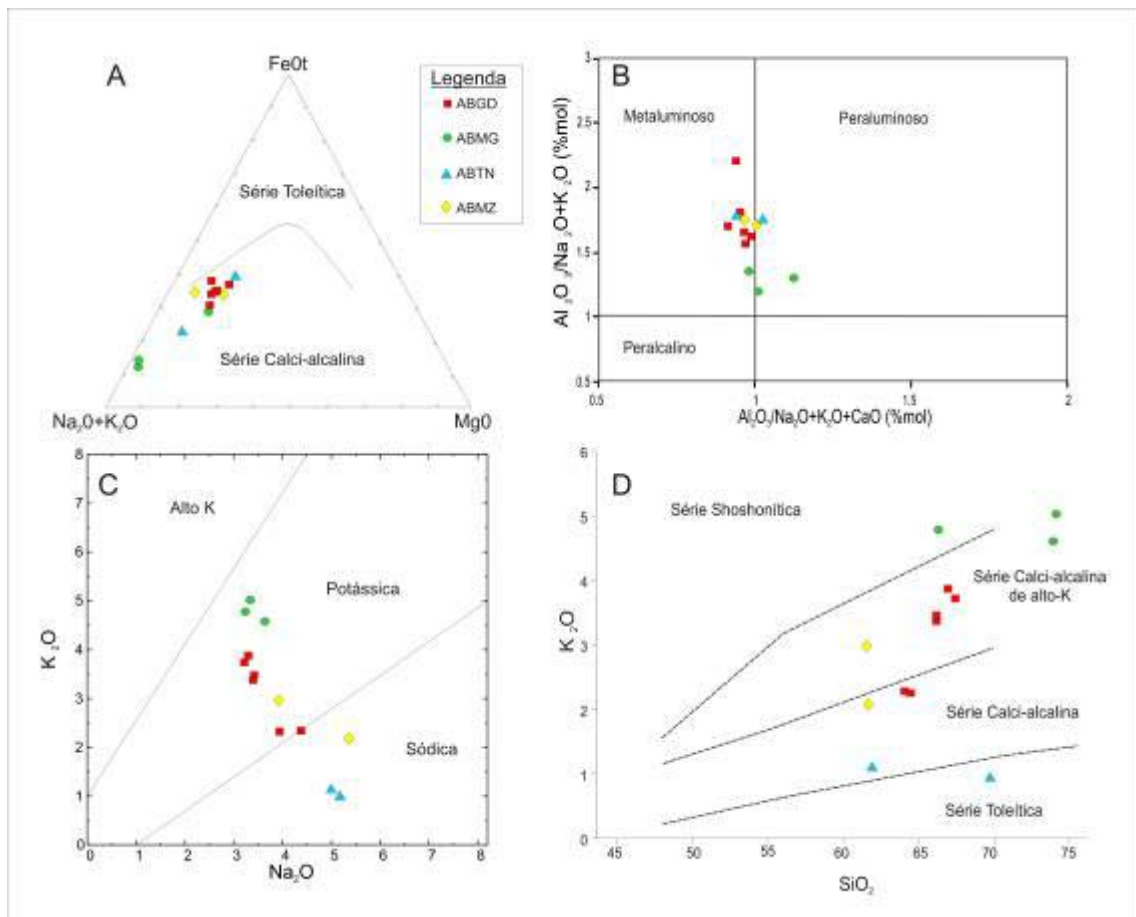 A
FeOt
Série Toleítica
Série Calci-alcalina
Na₂O+K₂O
MgO
Legenda
ABGD
ABMG
ABTN
ABMZ
B
Al₂O₃/Na₂O+K₂O (%mol)
3
2.5
2
1.5
1
0.5
Metaluminoso
Peraluminoso
Peralcalino
0.5
1
1.5
2
Al₂O₃/Na₂O+K₂O+CaO (%mol)
C
K₂O
8
7
6
5
4
3
2
1
0
Alto K
Potássica
Sódica
0 1 2 3 4 5 6 7 8
Na₂O
D
K₂O
6
5
4
3
2
1
0
Série Shoshonítica
Série Calci-alcalina
de alto-K
Série Calci-alcalina
Série Toleítica
45 50 55 60 65 70 75
SiO₂